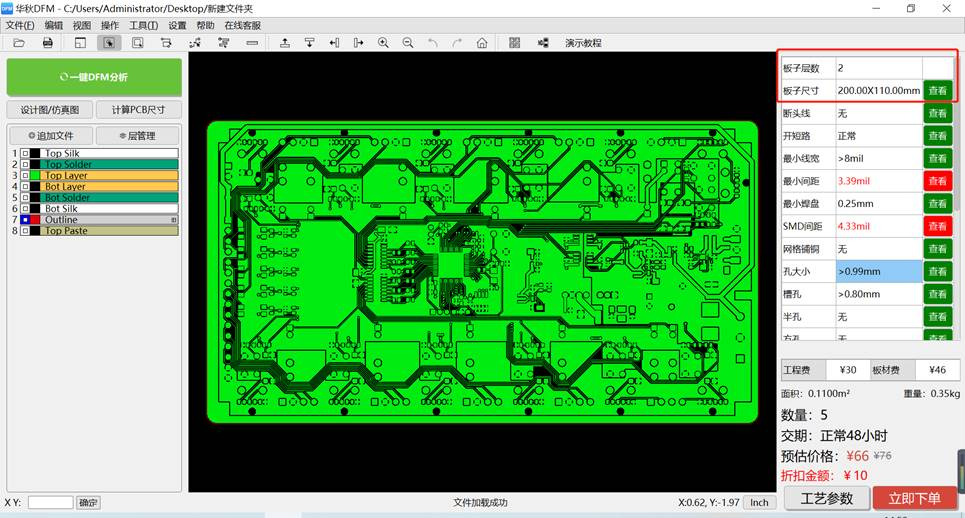 华秋DFM - C:/Users/Administrator/Desktop/新建文件夹
文件(F) 编辑 视图 操作 工具(T) 设置 帮助 在线客服
演示教程
一键DFM分析
设计图/仿真图 计算PCB尺寸
追加文件 层管理
1 Top Silk
2 Top Solder
3 Top Layer
4 Bot Layer
5 Bot Solder
6 Bot Silk
7 Outline
8 Top Paste
板子层数 2
板子尺寸 200.00X110.00mm 查看
断头线 无 查看
开短路 正常 查看
最小线宽 >8mil 查看
最小间距 3.39mil 查看
最小焊盘 0.25mm 查看
SMD间距 4.33mil 查看
网格铺铜 无 查看
孔大小 >0.99mm 查看
槽孔 >0.80mm 查看
半孔 无 查看
方孔 无 查看
工程费 ¥30 板材费 ¥46
面积: 0.1100m² 重量: 0.35kg
数量: 5
交期: 正常48小时
预估价格: ¥66 ¥76
折扣金额: ¥ 10
工艺参数 立即下单
X Y: 确定 文件加载成功 X:0.62, Y:-1.97 Inch